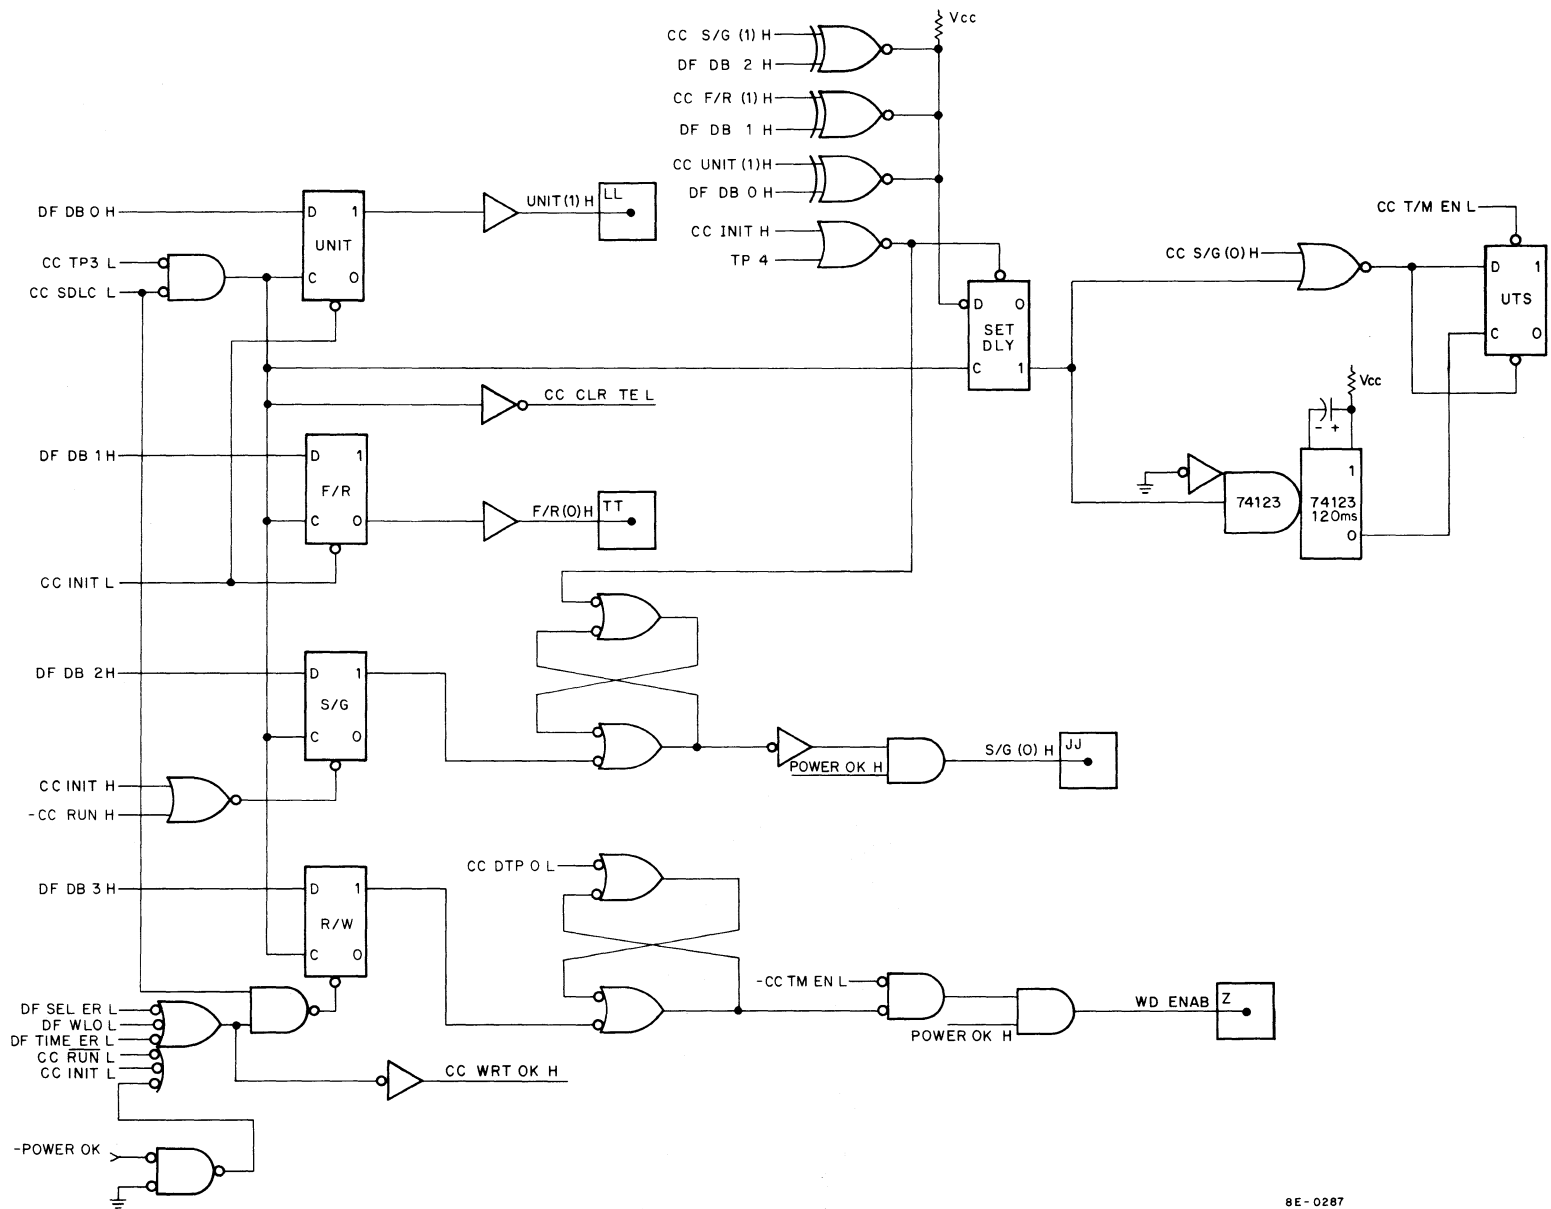 Vcc
CC S/G (1) H
DF DB 2 H
CC F/R (1) H
DF DB 1 H
CC UNIT (1) H
DF DB 0 H
CC INIT H
TP 4
DF DB 0 H
D 1
UNIT
C 0
UNIT (1) H
LL
CC TP3 L
CC SDLC L
D 0
SET
DLY
C 1
CC T/M EN L
CC S/G (0) H
D 1
UTS
C 0
CC CLR TE L
Vcc
- +
DF DB 1 H
D 1
F/R
C 0
F/R (0) H
TT
74123
1
74123
120ms
0
CC INIT L
DF DB 2H
D 1
S/G
C 0
CC INIT H
-CC RUN H
POWER OK H
S/G (0) H
JJ
DF DB 3 H
D 1
R/W
C 0
CC DTP 0 L
-CC TM EN L
POWER OK H
WD ENAB
Z
DF SEL ER L
DF WLO L
DF TIME ER L
CC R̅U̅N̅ L
CC INIT L
CC WRT OK H
-POWER OK
8E-0287